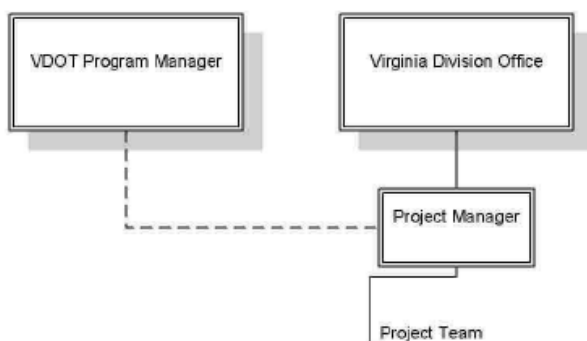 VDOT Program Manager
Virginia Division Office
Project Manager
Project Team